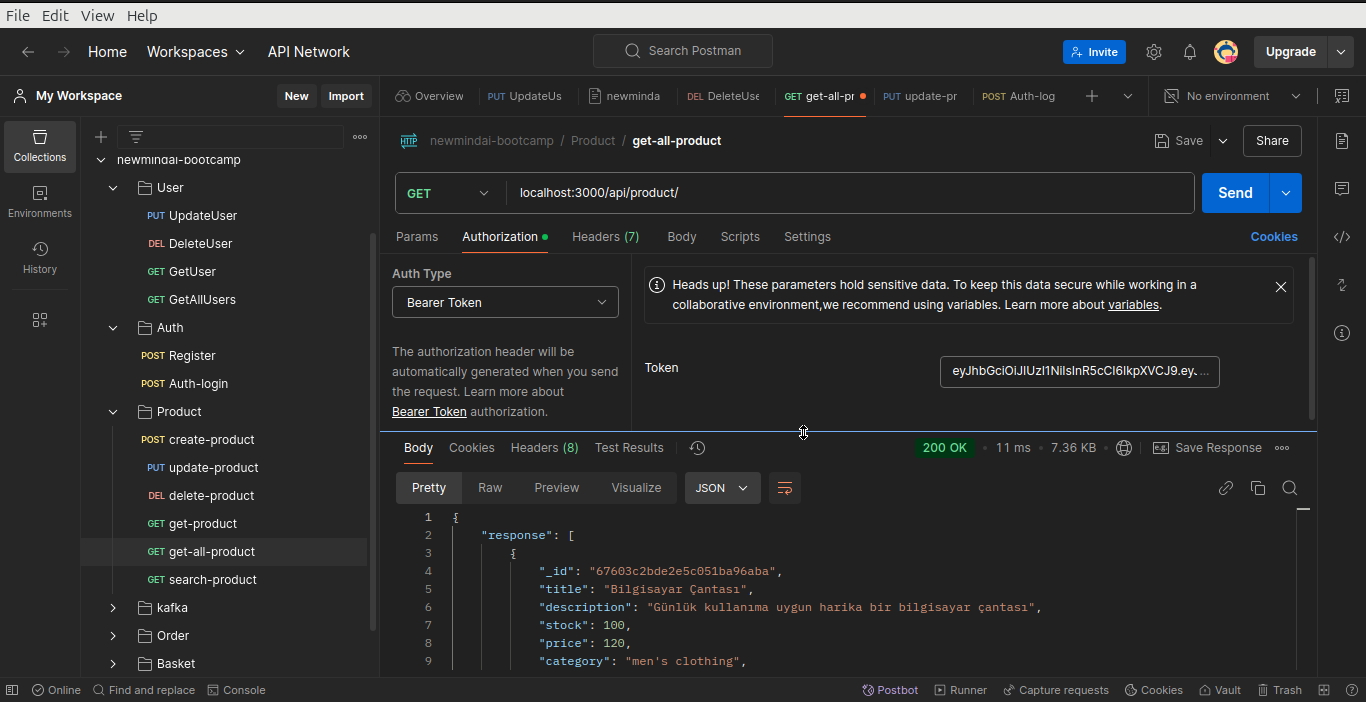 File Edit View Help
Home Workspaces API Network Search Postman Invite Upgrade
My Workspace New Import Overview PUT UpdateUs newminda DEL DeleteUse GET get-all-pr PUT update-pr POST Auth-log No environment
Collections
Environments
History
newmindai-bootcamp
User
PUT UpdateUser
DEL DeleteUser
GET GetUser
GET GetAllUsers
Auth
POST Register
POST Auth-login
Product
POST create-product
PUT update-product
DEL delete-product
GET get-product
GET get-all-product
GET search-product
kafka
Order
Basket
HTTP newmindai-bootcamp / Product / get-all-product Save Share
GET localhost:3000/api/product/ Send
Params Authorization Headers (7) Body Scripts Settings Cookies
Auth Type
Bearer Token
The authorization header will be
automatically generated when you send
the request. Learn more about
Bearer Token authorization.
Heads up! These parameters hold sensitive data. To keep this data secure while working in a
collaborative environment,we recommend using variables. Learn more about variables.
Token eyJhbGciOiJIUzI1NiIsInR5cCI6IkpXVCJ9.ey. ...
Body Cookies Headers (8) Test Results 200 OK 11 ms 7.36 KB e.g. Save Response
Pretty Raw Preview Visualize JSON
1 {
2 "response": [
3 {
4 "_id": "67603c2bde2e5c051ba96aba",
5 "title": "Bilgisayar Çantası",
6 "description": "Günlük kullanıma uygun harika bir bilgisayar çantası",
7 "stock": 100,
8 "price": 120,
9 "category": "men's clothing",
Online Find and replace Console Postbot Runner Capture requests Cookies Vault Trash